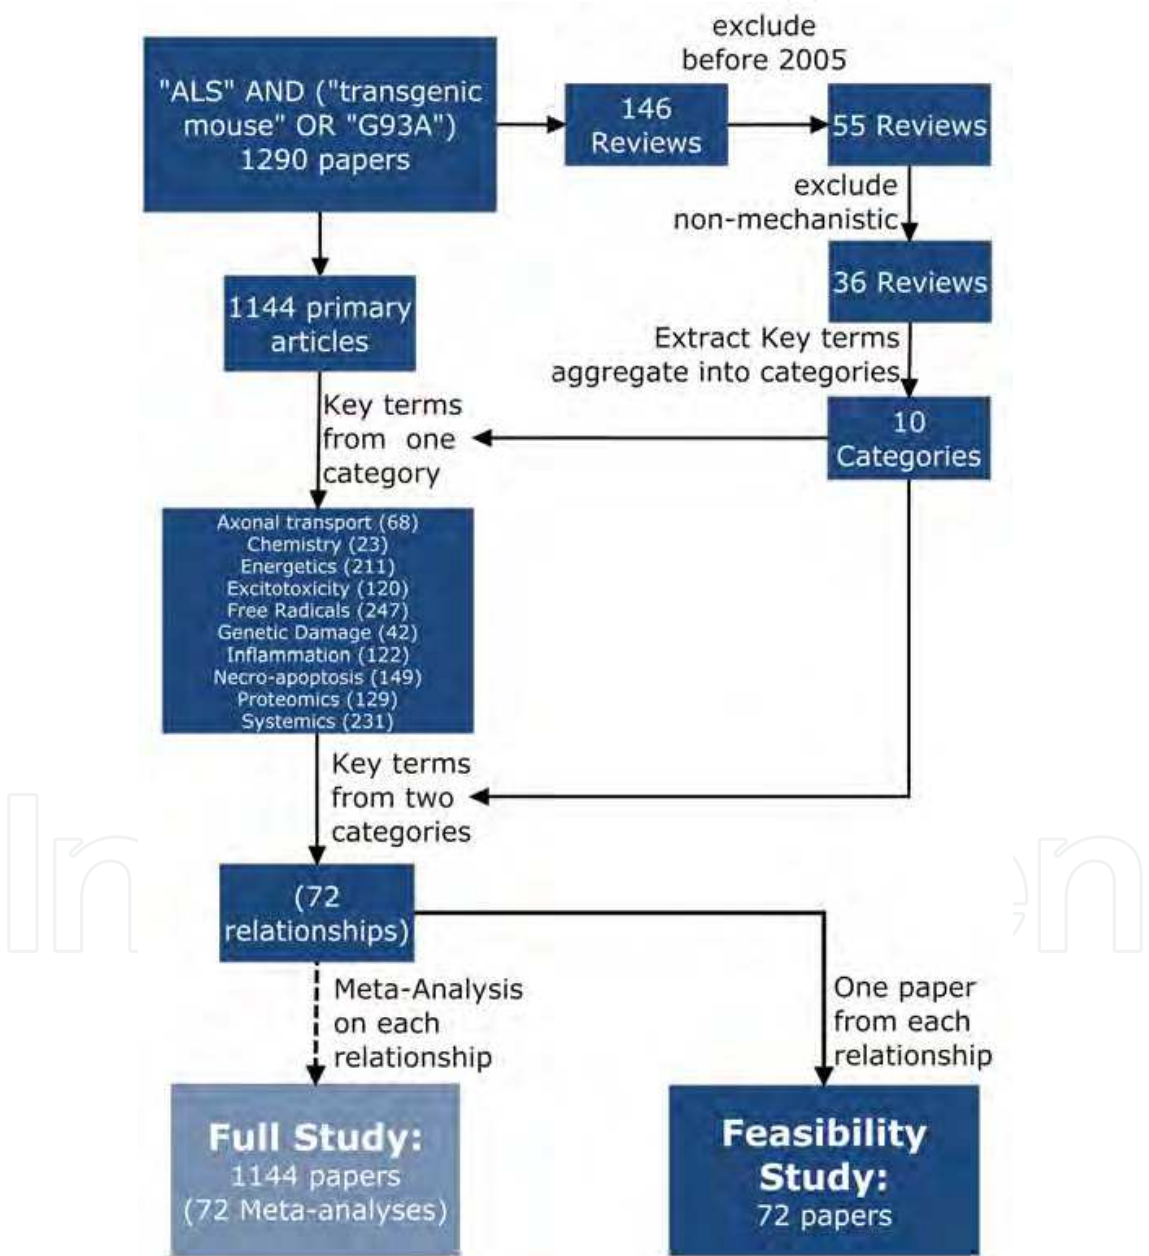 exclude
before 2005
"ALS" AND ("transgenic
mouse" OR "G93A")
1290 papers
146
Reviews
55 Reviews
exclude
non-mechanistic
36 Reviews
1144 primary
articles
Extract Key terms
aggregate into categories
Key terms
from one
category
10
Categories
Axonal transport (68)
Chemistry (23)
Energetics (211)
Excitotoxicity (120)
Free Radicals (247)
Genetic Damage (42)
Inflammation (122)
Necro-apoptosis (149)
Proteomics (129)
Systemics (231)
Key terms
from two
categories
(72
relationships)
Meta-Analysis
on each
relationship
One paper
from each
relationship
Full Study:
1144 papers
(72 Meta-analyses)
Feasibility
Study:
72 papers